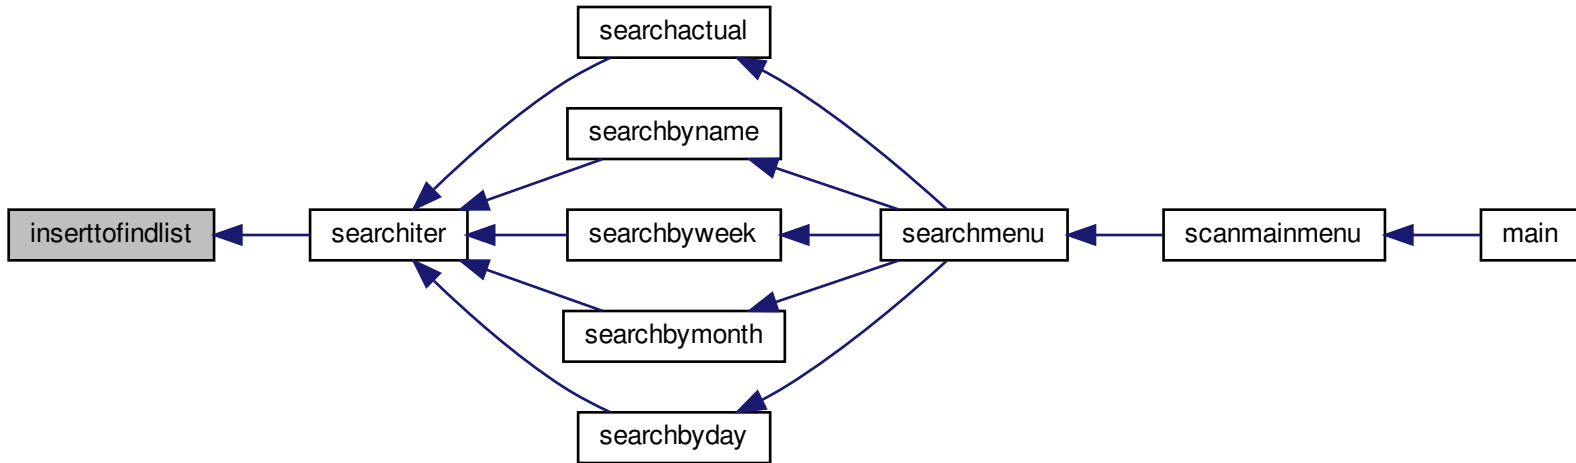 searchactual
searchbyname
inserttofindlist
searchiter
searchbyweek
searchmenu
scanmainmenu
main
searchbymonth
searchbyday